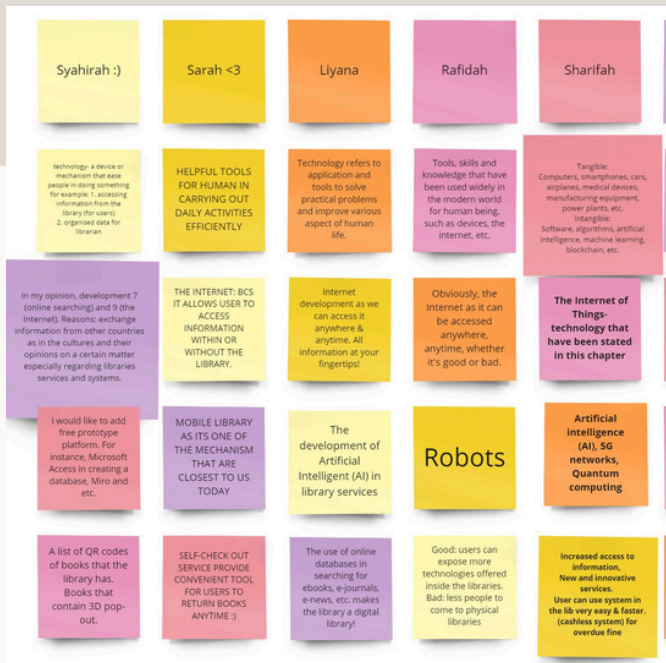 Syahirah :)
Sarah <3
Liyana
Rafidah
Sharifah
technology- a device or
mechanism that ease
people in doing something
for example: 1. accessing
information from the
library (for users)
2. organised data for
librarian
HELPFUL TOOLS
FOR HUMAN IN
CARRYING OUT
DAILY ACTIVITIES
EFFICIENTLY
Technology refers to
application and
tools to solve
practical problems
and improve various
aspect of human
life.
Tools, skills and
knowledge that have
been used widely in
the modern world
for human being,
such as devices, the
internet, etc.
Tangible:
Computers, smartphones, cars,
airplanes, medical devices,
manufacturing equipment,
power plants, etc.
Intangible:
Software, algorithms, artificial
intelligence, machine learning,
blockchain, etc.
In my opinion, development 7
(online searching) and 9 (the
Internet). Reasons: exchange
information from other countries
as in the cultures and their
opinions on a certain matter
especially regarding libraries
services and systems.
THE INTERNET: BCS
IT ALLOWS USER TO
ACCESS
INFORMATION
WITHIN OR
WITHOUT THE
LIBRARY.
Internet
development as we
can access it
anywhere &
anytime. All
information at your
fingertips!
Obviously, the
Internet as it can
be accessed
anywhere,
anytime, whether
it's good or bad.
The Internet of
Things-
technology that
have been stated
in this chapter
I would like to add
free prototype
platform. For
instance, Microsoft
Access in creating a
database, Miro and
etc.
MOBILE LIBRARY
AS ITS ONE OF
THE MECHANISM
THAT ARE
CLOSEST TO US
TODAY
The
development of
Artificial
Intelligent (AI) in
library services
Robots
Artificial
intelligence
(AI), 5G
networks,
Quantum
computing
A list of QR codes
of books that the
library has.
Books that
contain 3D pop-
out.
SELF-CHECK OUT
SERVICE PROVIDE
CONVENIENT TOOL
FOR USERS TO
RETURN BOOKS
ANYTIME :)
The use of online
databases in
searching for
ebooks, e-journals,
e-news, etc. makes
the library a digital
library!
Good: users can
expose more
technologies offered
inside the libraries.
Bad: less people to
come to physical
libraries
Increased access to
information,
New and innovative
services.
User can use system in
the lib very easy & faster.
(cashless system) for
overdue fine